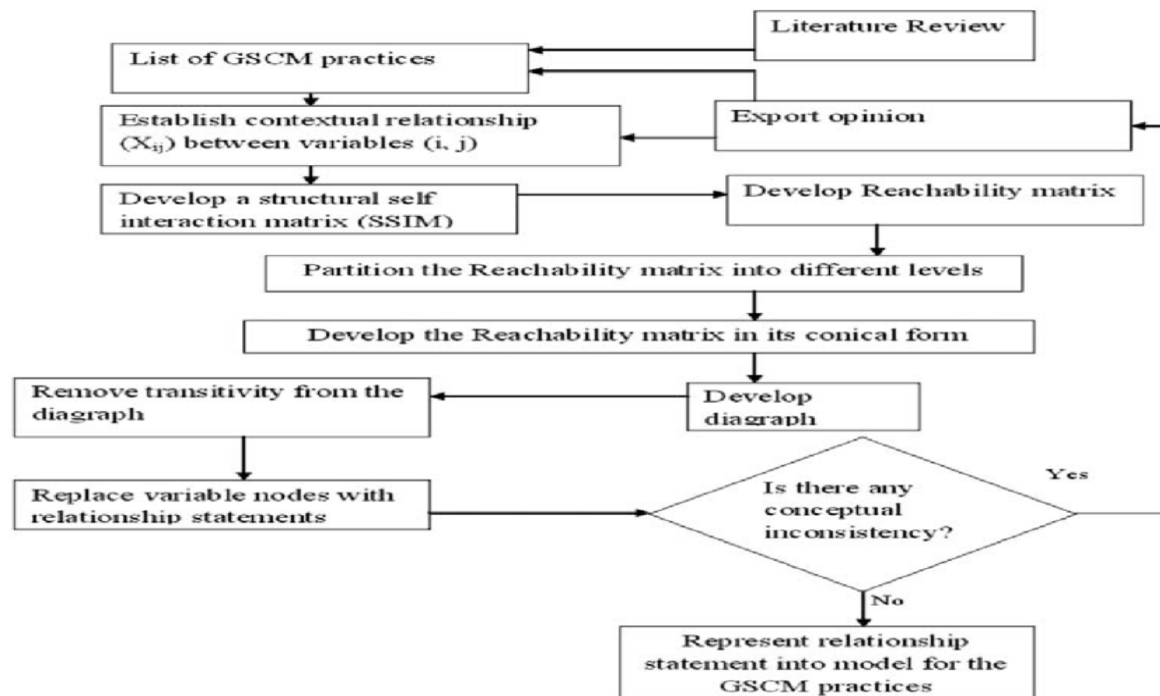 Literature Review
List of GSCM practices
Establish contextual relationship
(Xij) between variables (i, j)
Export opinion
Develop a structural self
interaction matrix (SSIM)
Develop Reachability matrix
Partition the Reachability matrix into different levels
Develop the Reachability matrix in its conical form
Remove transitivity from the
diagraph
Develop
diagraph
Replace variable nodes with
relationship statements
Is there any
conceptual
inconsistency?
Yes
No
Represent relationship
statement into model for the
GSCM practices